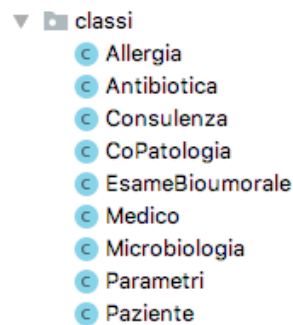 classi
C Allergia
C Antibiotica
C Consulenza
C CoPatologia
C EsameBioumorale
C Medico
C Microbiologia
C Parametri
C Paziente